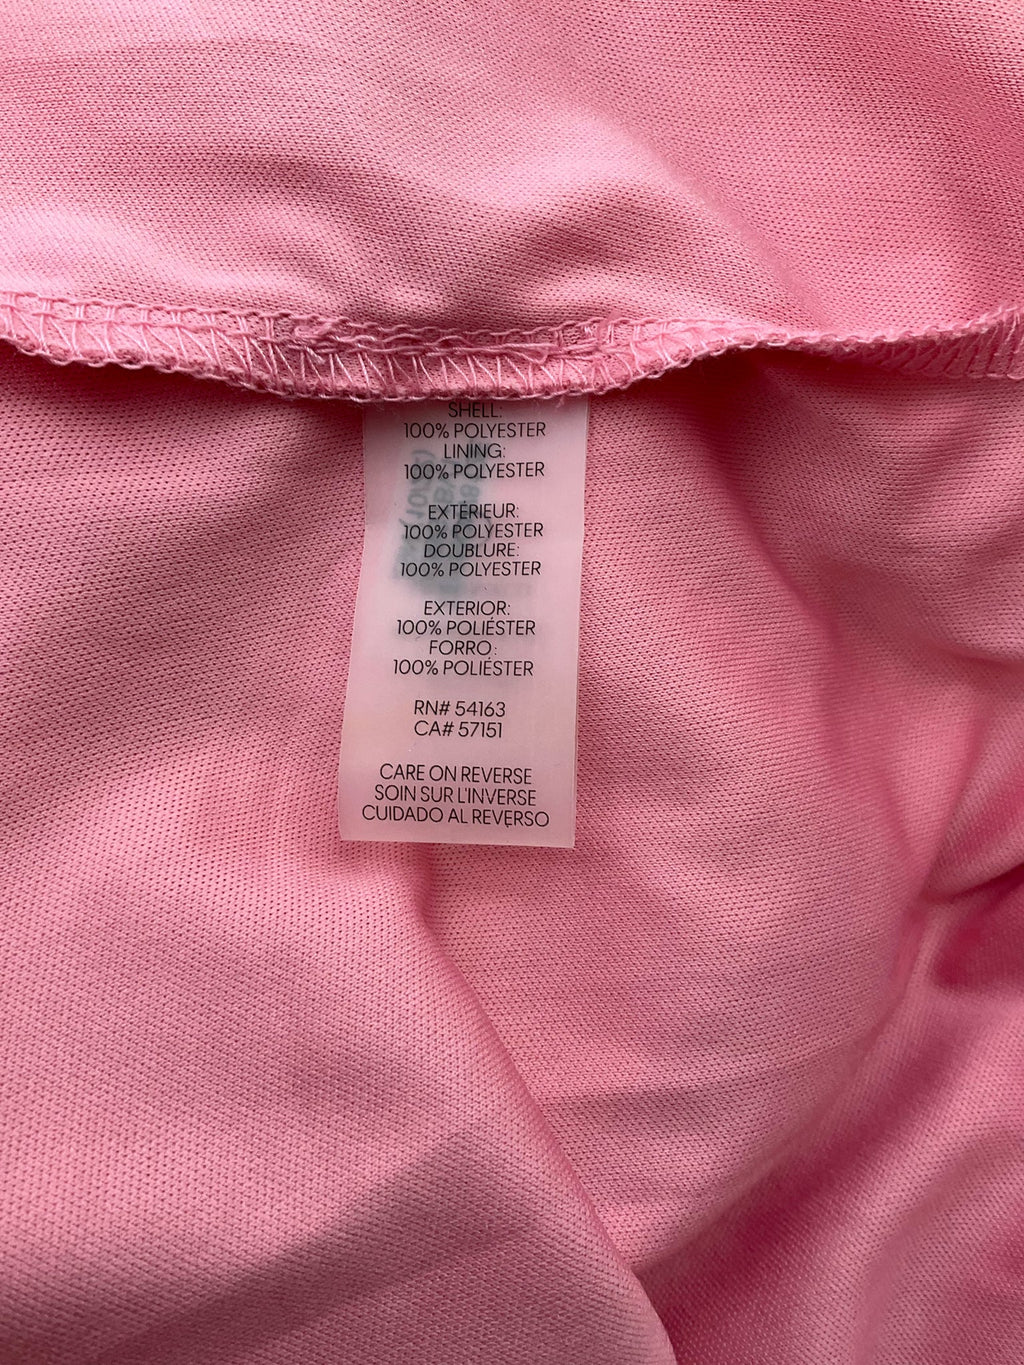 SHELL:
100% POLYESTER
LINING:
100% POLYESTER
EXTÉRIEUR:
100% POLYESTER
DOUBLURE:
100% POLYESTER
EXTERIOR:
100% POLIÉSTER
FORRO:
100% POLIÉSTER
RN# 54163
CA# 57151
CARE ON REVERSE
SOIN SUR L'INVERSE
CUIDADO AL REVERSO